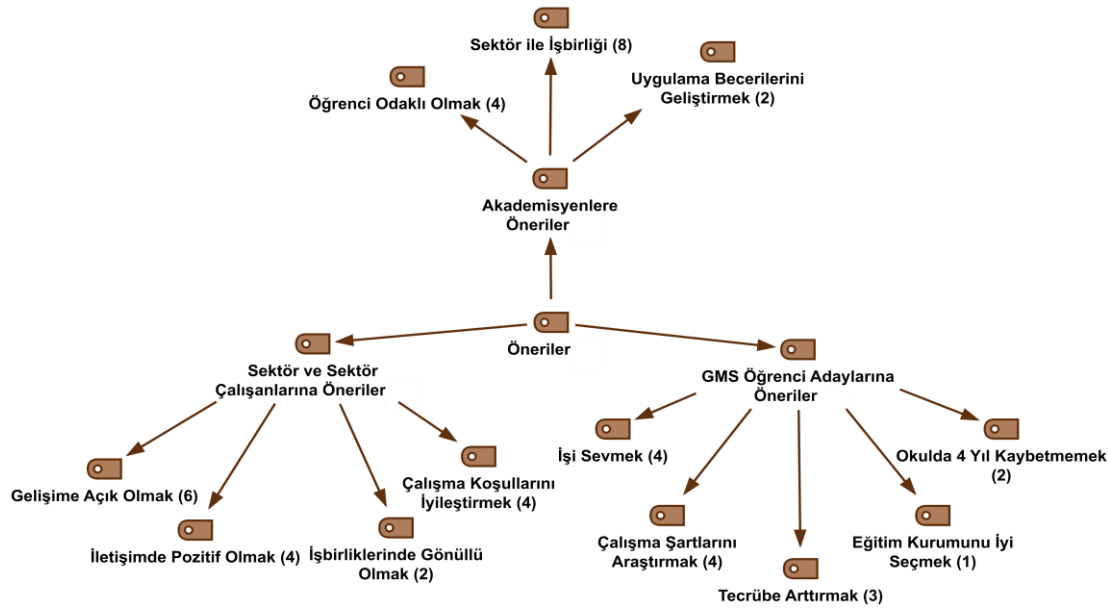 Sektör ile İşbirliği (8)
Uygulama Becerilerini
Geliştirmek (2)
Öğrenci Odaklı Olmak (4)
Akademisyenlere
Öneriler
Öneriler
Sektör ve Sektör
Çalışanlarına Öneriler
GMS Öğrenci Adaylarına
Öneriler
Gelişime Açık Olmak (6)
İletişimde Pozitif Olmak (4)
İşbirliklerinde Gönüllü
Olmak (2)
Çalışma Koşullarını
İyileştirmek (4)
İşi Sevmek (4)
Çalışma Şartlarını
Araştırmak (4)
Tecrübe Arttırmak (3)
Eğitim Kurumunu İyi
Seçmek (1)
Okulda 4 Yıl Kaybetmemek
(2)